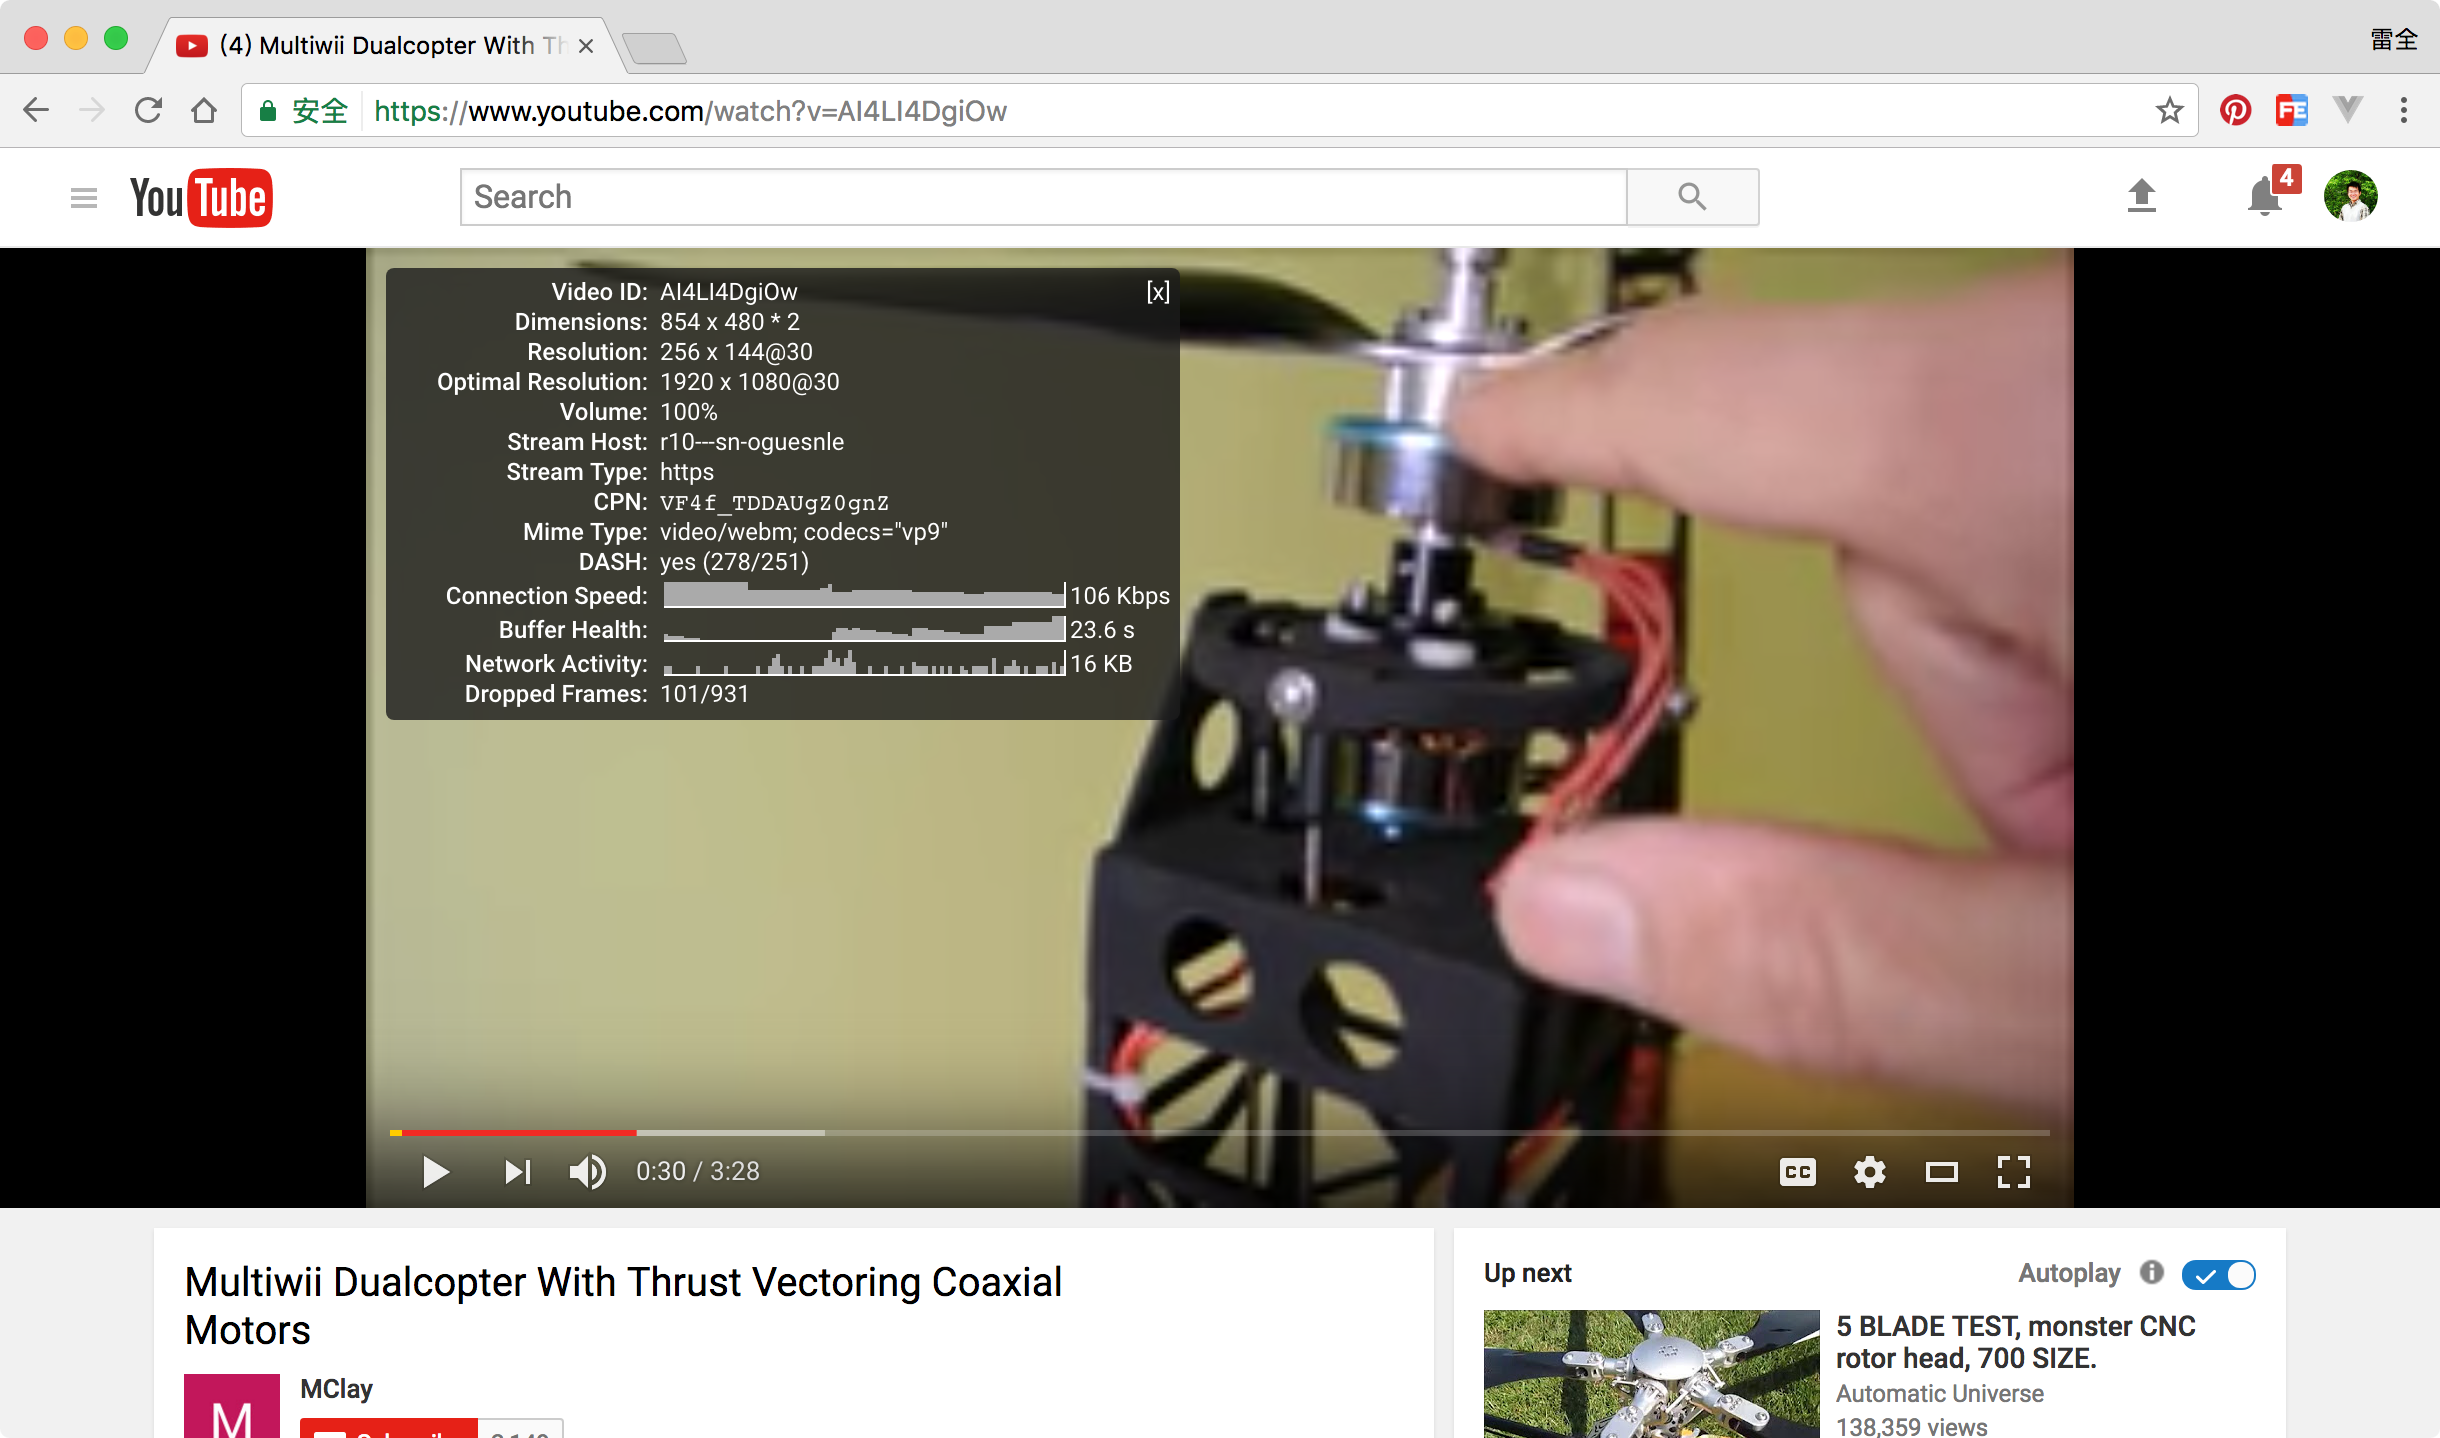 (4) Multiwii Dualcopter With Th
雷全
安全 https://www.youtube.com/watch?v=AI4LI4DgiOw
FE
YouTube
Search
4
Video ID: AI4LI4DgiOw [x]
Dimensions: 854 x 480 * 2
Resolution: 256 x 144@30
Optimal Resolution: 1920 x 1080@30
Volume: 100%
Stream Host: r10---sn-oguesnle
Stream Type: https
CPN: VF4f_TDDAUgZ0gnZ
Mime Type: video/webm; codecs="vp9"
DASH: yes (278/251)
Connection Speed: 106 Kbps
Buffer Health: 23.6 s
Network Activity: 16 KB
Dropped Frames: 101/931
0:30 / 3:28
CC
Multiwii Dualcopter With Thrust Vectoring Coaxial
Motors
M
MClay
Up next
Autoplay
5 BLADE TEST, monster CNC
rotor head, 700 SIZE.
Automatic Universe
138,359 views